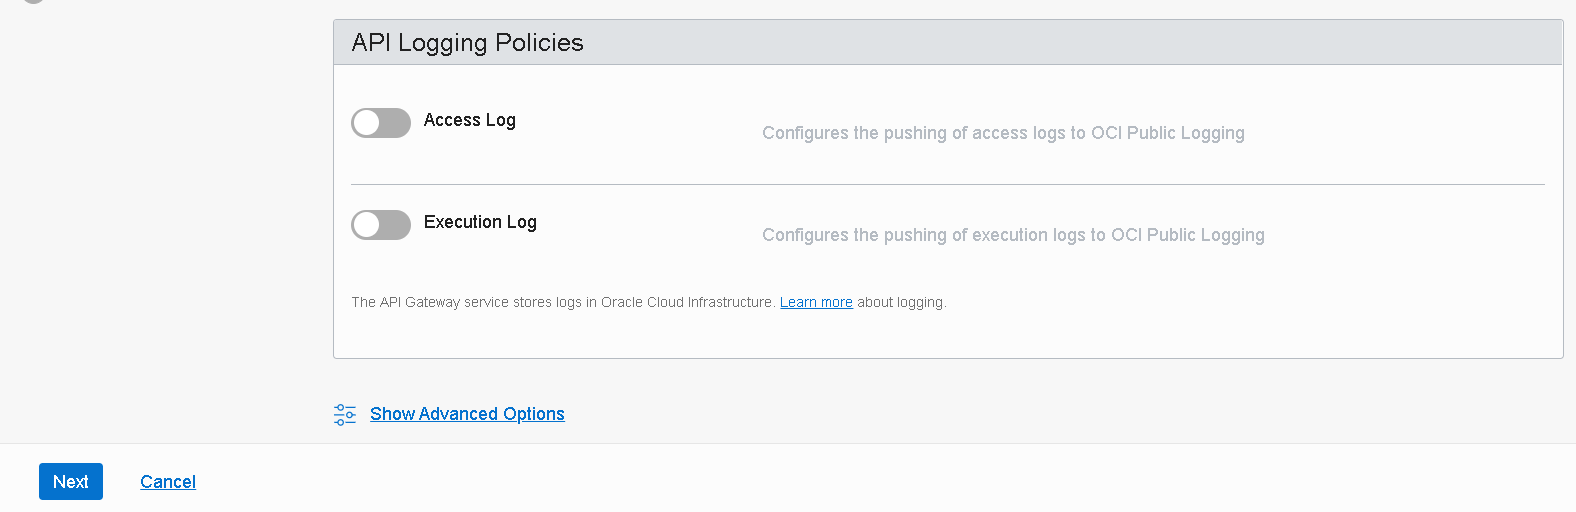 API Logging Policies
Access Log
Configures the pushing of access logs to OCI Public Logging
Execution Log
Configures the pushing of execution logs to OCI Public Logging
The API Gateway service stores logs in Oracle Cloud Infrastructure. Learn more about logging.
Show Advanced Options
Next
Cancel